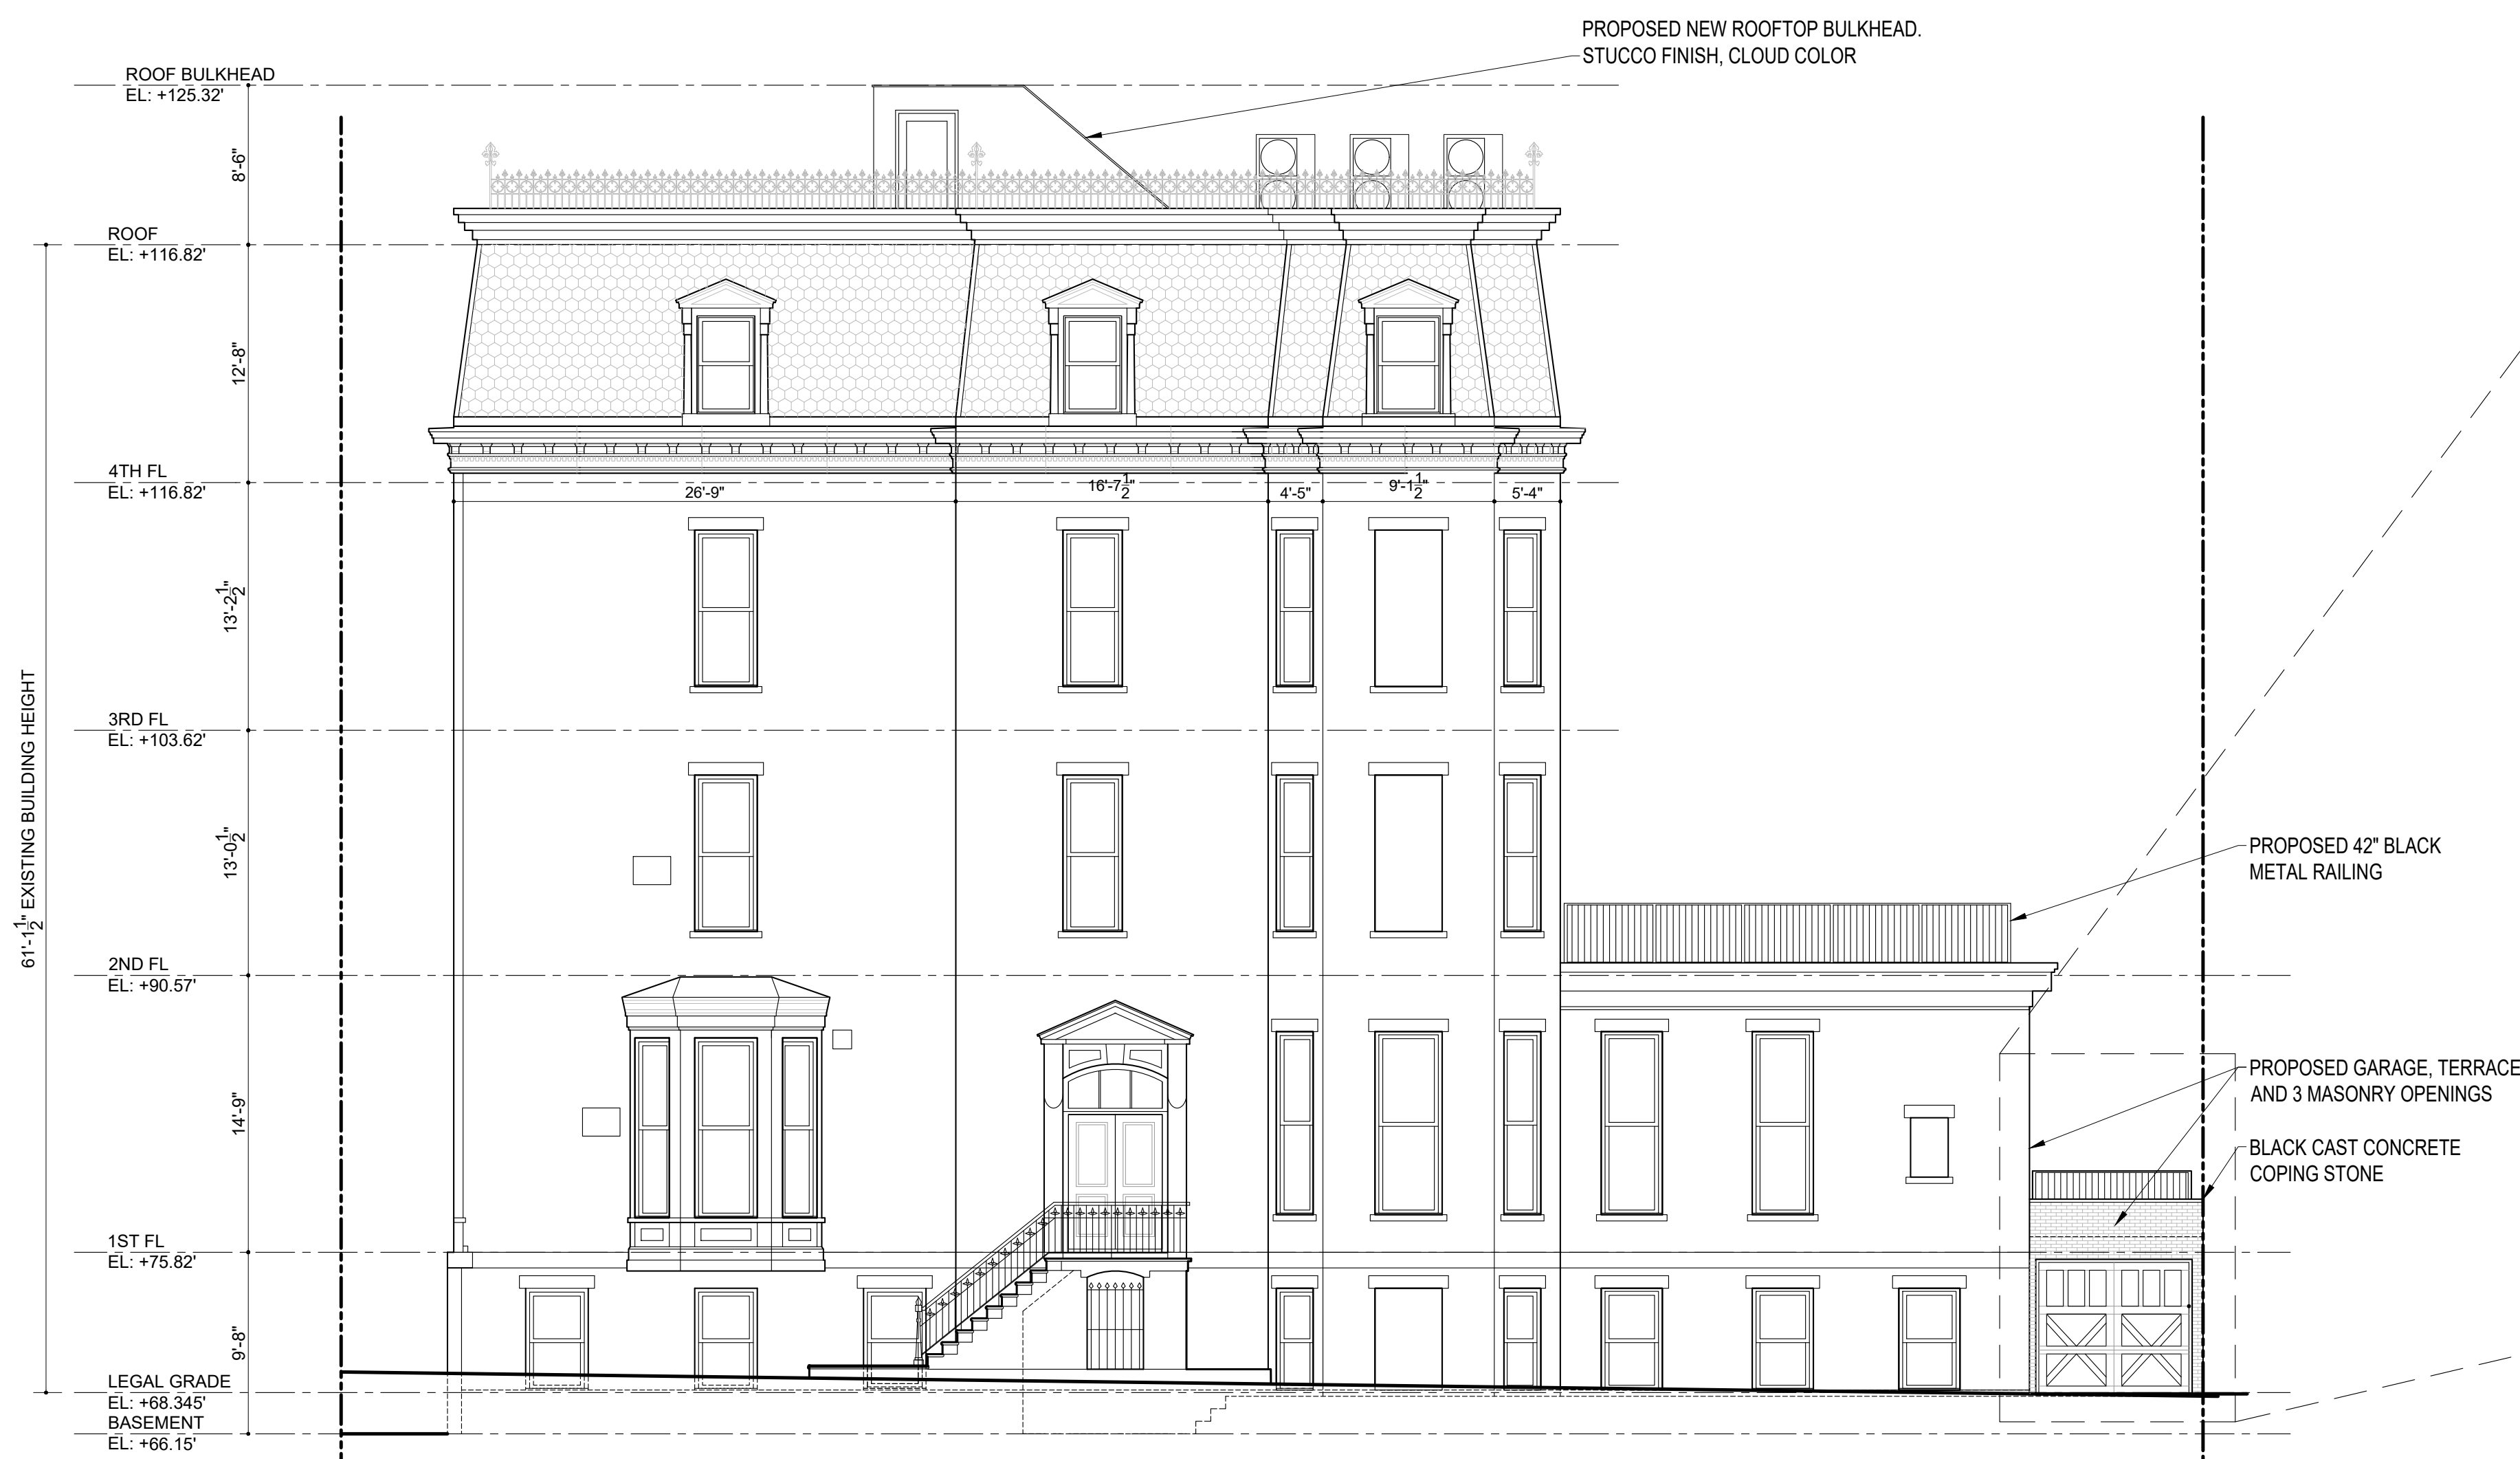 PROPOSED NEW ROOFTOP BULKHEAD.
STUCCO FINISH, CLOUD COLOR
ROOF BULKHEAD
EL: +125.32'
8'-6"
ROOF
EL: +116.82'
12'-8"
4TH FL
EL: +116.82'
26'-9"
16'-7 1/2"
4'-5"
9'-1 1/2"
5'-4"
13'-2 1/2"
3RD FL
EL: +103.62'
61'-1 1/2" EXISTING BUILDING HEIGHT
13'-0 1/2"
PROPOSED 42" BLACK
METAL RAILING
2ND FL
EL: +90.57'
14'-9"
PROPOSED GARAGE, TERRACE
AND 3 MASONRY OPENINGS
BLACK CAST CONCRETE
COPING STONE
1ST FL
EL: +75.82'
9'-8"
LEGAL GRADE
EL: +68.345'
BASEMENT
EL: +66.15'